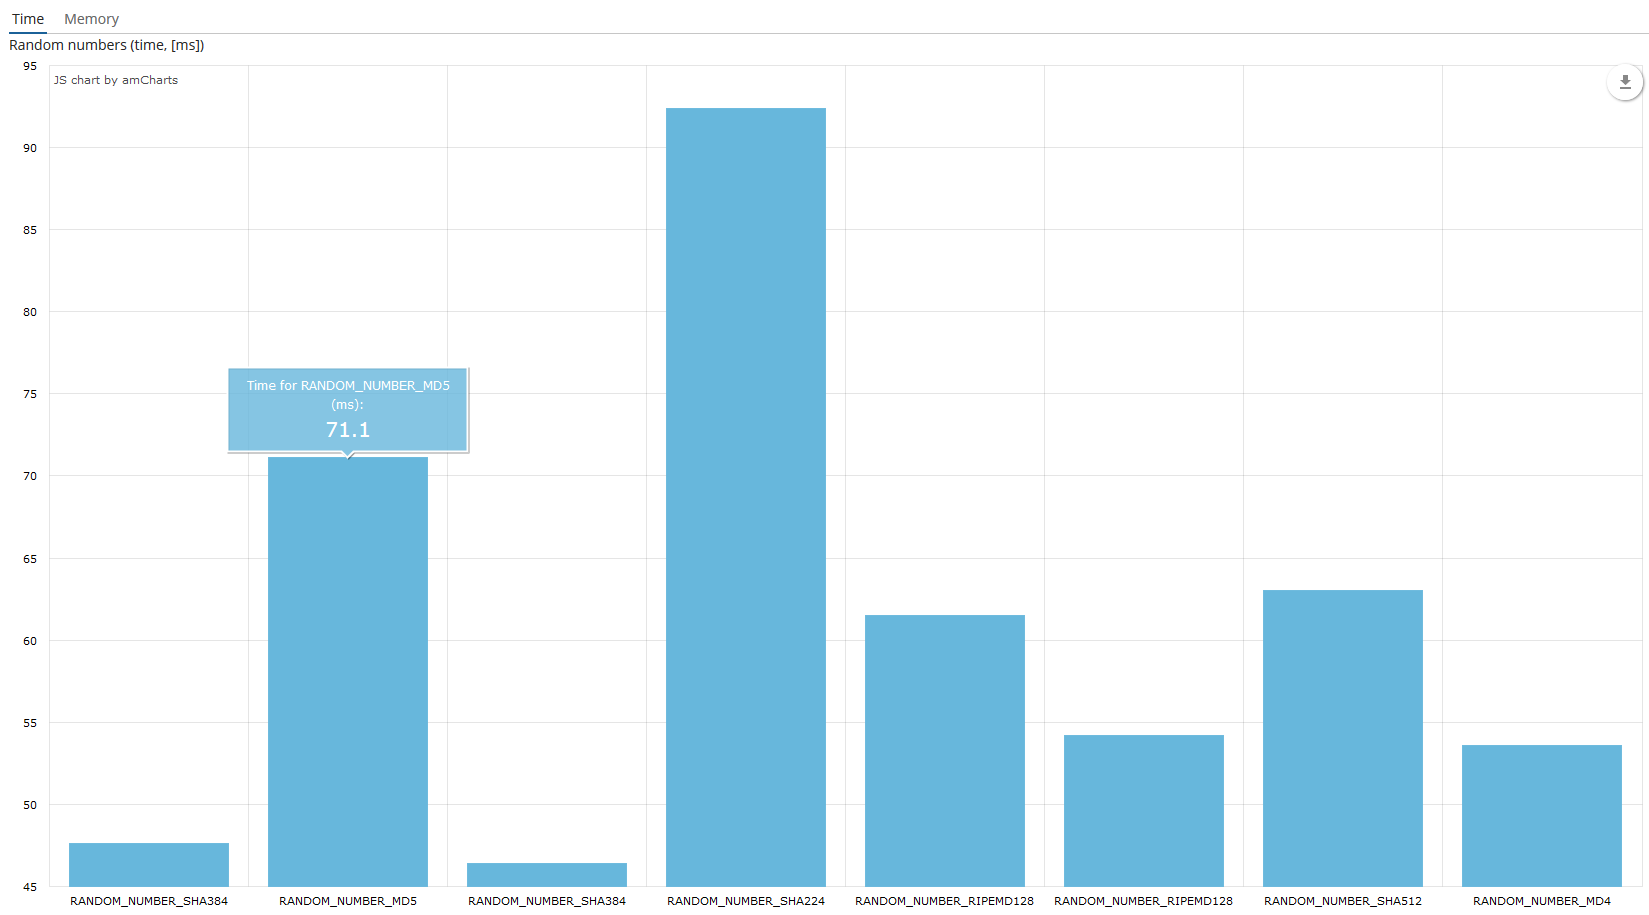 Time Memory
Random numbers (time, [ms])
95
JS chart by amCharts
90
85
80
75
Time for RANDOM_NUMBER_MD5
(ms):
71.1
70
65
60
55
50
45
RANDOM_NUMBER_SHA384 RANDOM_NUMBER_MD5 RANDOM_NUMBER_SHA384 RANDOM_NUMBER_SHA224 RANDOM_NUMBER_RIPEMD128 RANDOM_NUMBER_RIPEMD128 RANDOM_NUMBER_SHA512 RANDOM_NUMBER_MD4